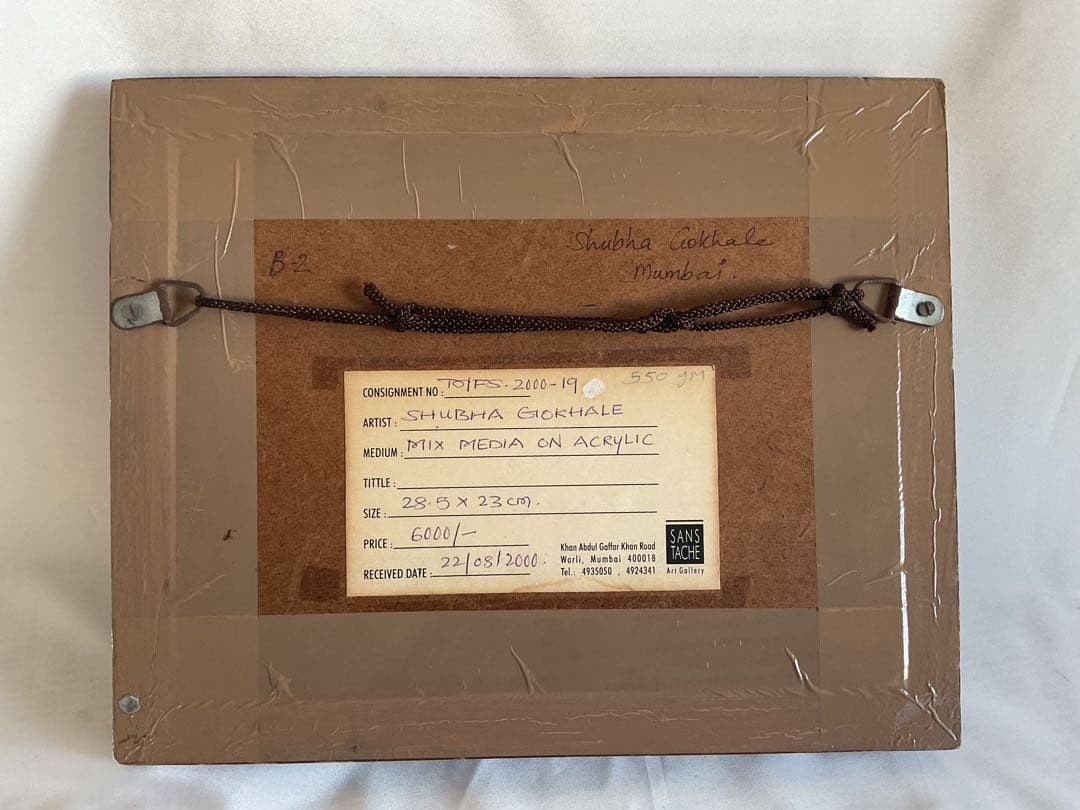 Shubha Gokhale
B-2
Mumbai.
550 gm
CONSIGNMENT NO : TO/FS. 2000-19
ARTIST : SHUBHA GOKHALE
MEDIUM : MIX MEDIA ON ACRYLIC
TITTLE :
SIZE : 28.5 x 23 cm.
PRICE : 6000/-
RECEIVED DATE : 22/08/2000.
Khan Abdul Gaffar Khan Road
Worli, Mumbai 400018
Tel.: 4935050 , 4924341
SANS
TACHE
Art Gallery